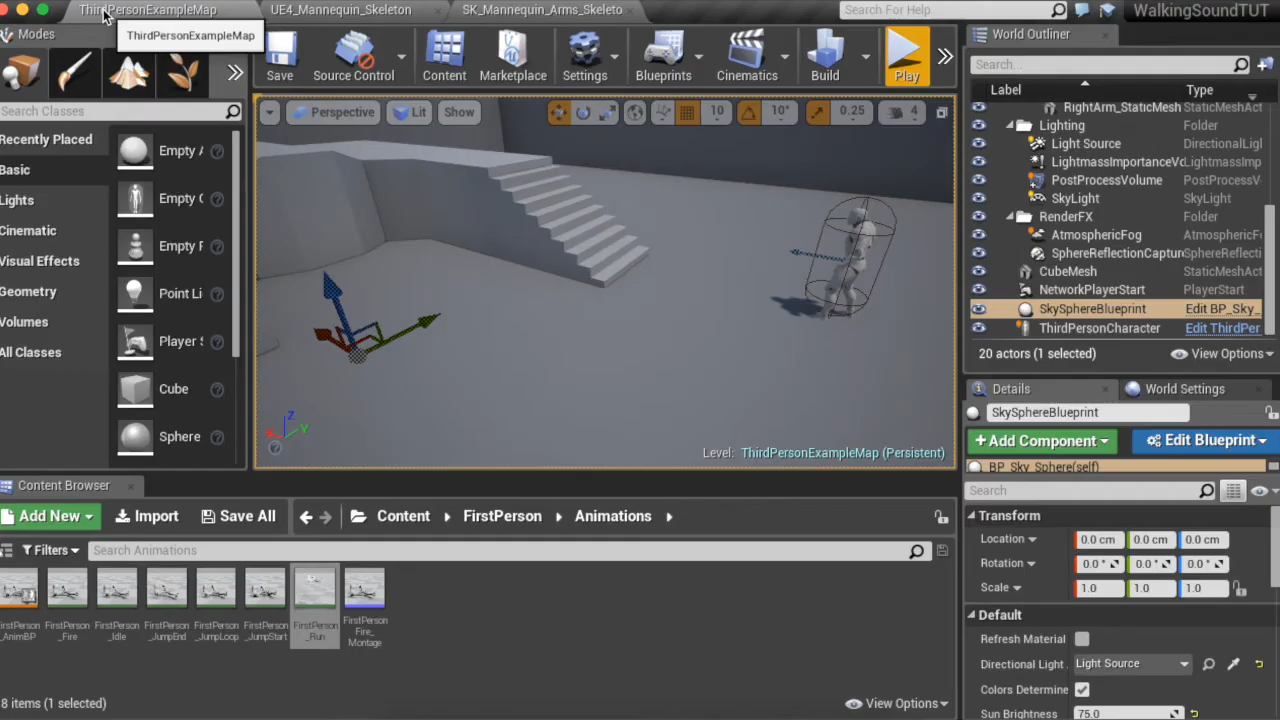 ThirdPersonExampleMap
UE4_Mannequin_Skeleton
SK_Mannequin_Arms_Skeleto
Search For Help
WalkingSoundTUT
ThirdPersonExampleMap
Modes
Save
Source Control
Content
Marketplace
Settings
Blueprints
Cinematics
Build
Play
Search Classes
Recently Placed
Basic
Lights
Cinematic
Visual Effects
Geometry
Volumes
All Classes
Empty A
Empty C
Empty P
Point Li
Player S
Cube
Sphere
Perspective
Lit
Show
10
10°
0.25
4
Z
Y
Level: ThirdPersonExampleMap (Persistent)
World Outliner
Search...
Label
Type
RightArm_StaticMesh StaticMeshAct
Lighting Folder
Light Source DirectionalLight
LightmassImportanceVo LightmassImp
PostProcessVolume PostProcessV
SkyLight SkyLight
RenderFX Folder
AtmosphericFog AtmosphericF
SphereReflectionCapture SphereReflecti
CubeMesh StaticMeshAct
NetworkPlayerStart PlayerStart
SkySphereBlueprint Edit BP_Sky_
ThirdPersonCharacter Edit ThirdPer
20 actors (1 selected)
View Options
Details
World Settings
SkySphereBlueprint
+Add Component
Edit Blueprint
BP_Sky_Sphere(self)
Search
Transform
Location 0.0 cm 0.0 cm 0.0 cm
Rotation 0.0 ° 0.0 ° 0.0 °
Scale 1.0 1.0 1.0
Default
Refresh Material
Directional Light Light Source
Colors Determine
Sun Brightness 75.0
Content Browser
Add New
Import
Save All
Content
FirstPerson
Animations
Filters
Search Animations
FirstPerson _AnimBP
FirstPerson _Fire
FirstPerson _Idle
FirstPerson _JumpEnd
FirstPerson _JumpLoop
FirstPerson _JumpStart
FirstPerson _Run
FirstPerson Fire_ Montage
8 items (1 selected)
View Options